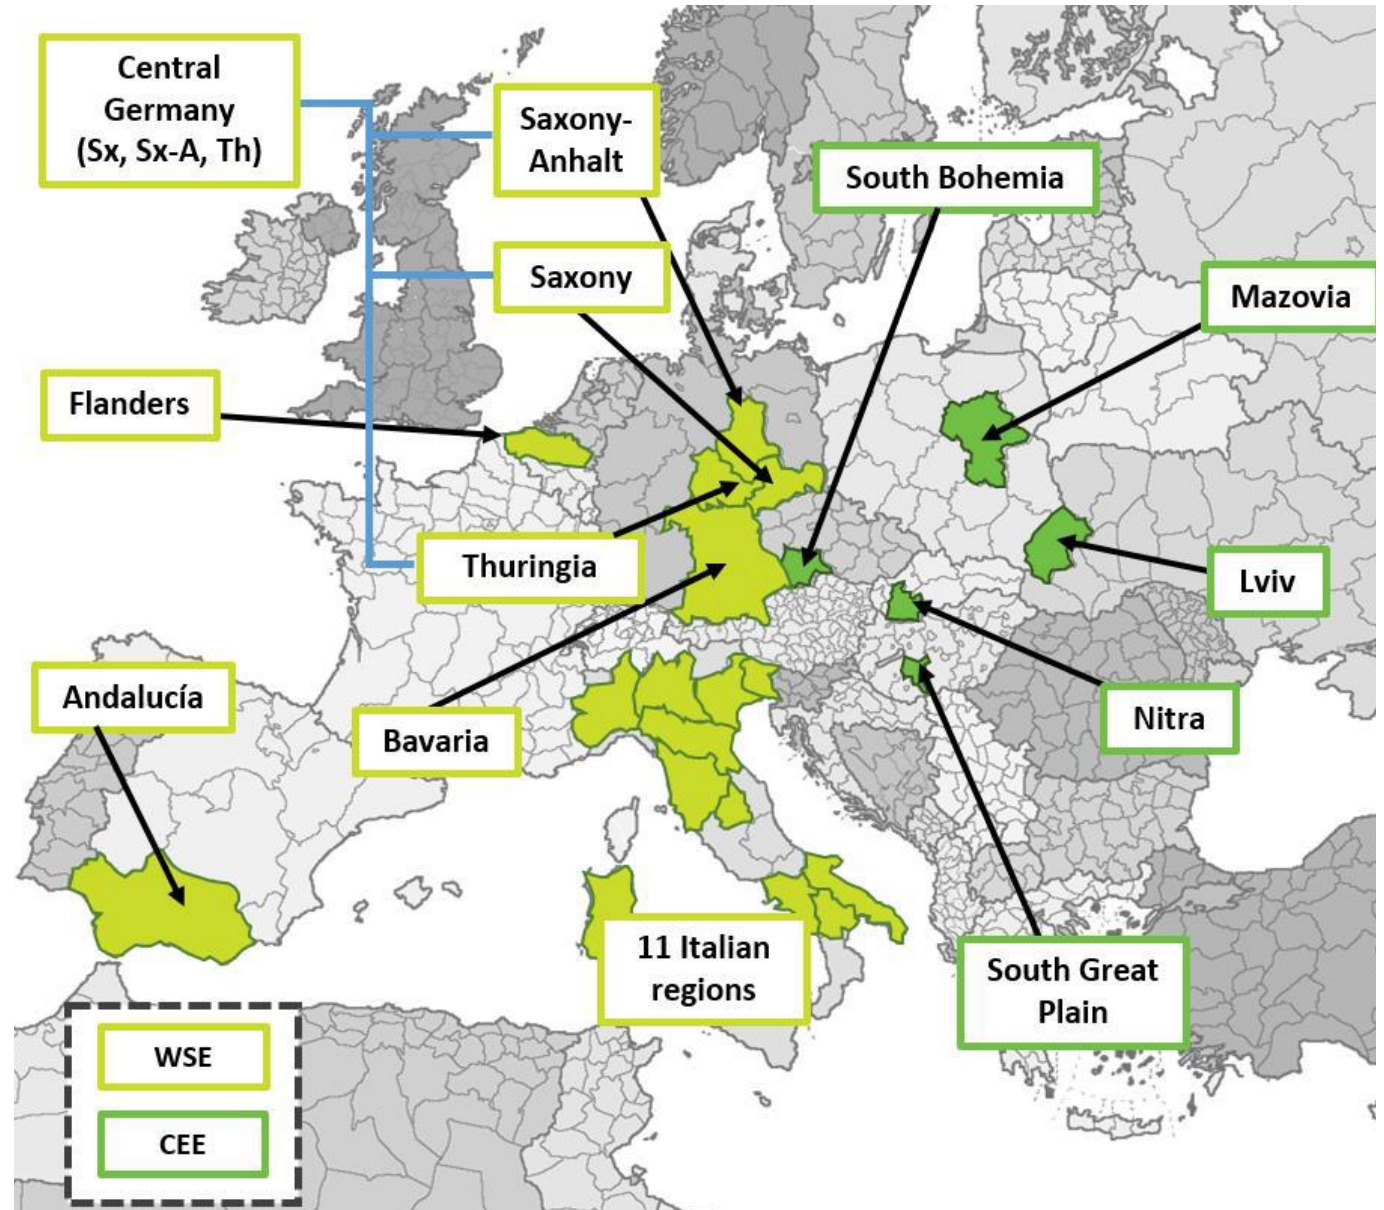 Central
Germany
(Sx, Sx-A, Th)
Saxony-
Anhalt
South Bohemia
Saxony
Mazovia
Flanders
Thuringia
Lviv
Andalucía
Bavaria
Nitra
11 Italian
regions
South Great
Plain
WSE
CEE